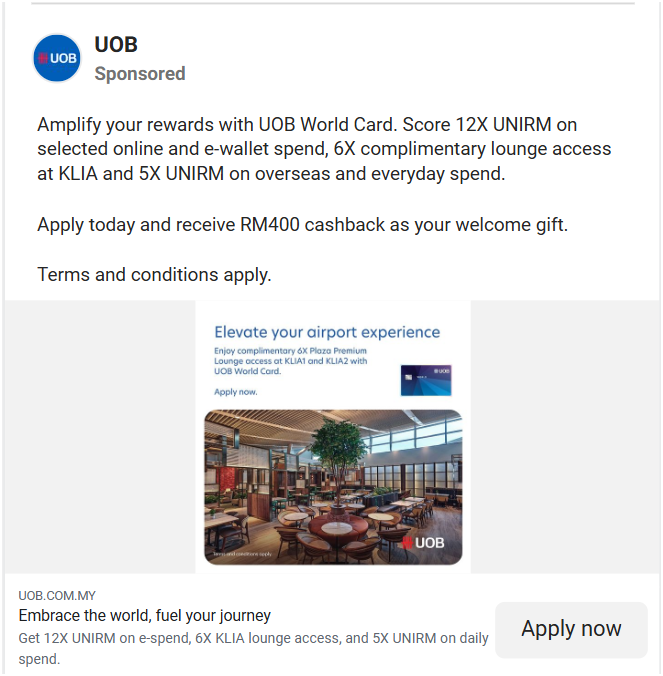 UOB
UOB
Sponsored
Amplify your rewards with UOB World Card. Score 12X UNIRM on
selected online and e-wallet spend, 6X complimentary lounge access
at KLIA and 5X UNIRM on overseas and everyday spend.
Apply today and receive RM400 cashback as your welcome gift.
Terms and conditions apply.
Elevate your airport experience
Enjoy complimentary 6X Plaza Premium
Lounge access at KLIA1 and KLIA2 with
UOB World Card.
Apply now.
UOB
UOB
Terms and conditions apply.
UOB.COM.MY
Embrace the world, fuel your journey
Get 12X UNIRM on e-spend, 6X KLIA lounge access, and 5X UNIRM on daily
spend.
Apply now